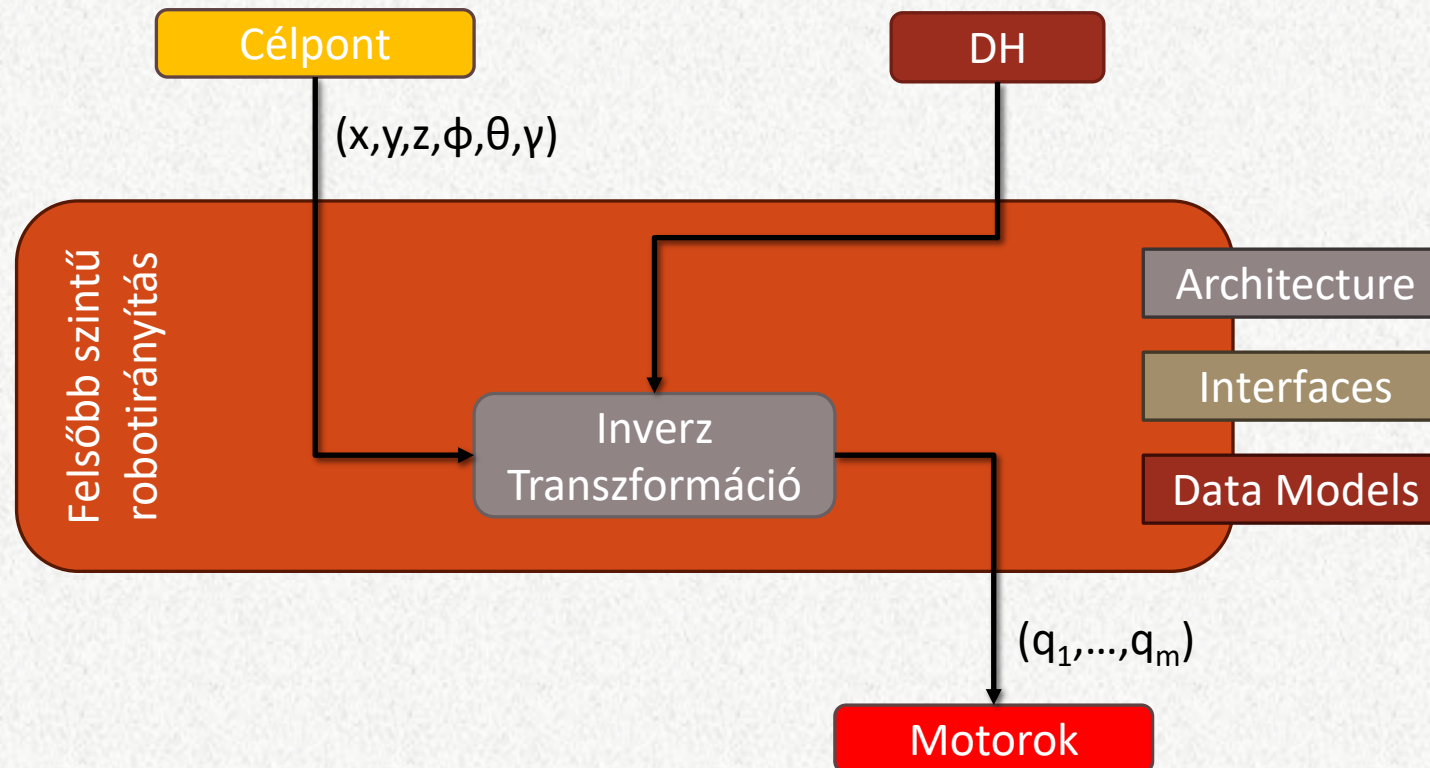 Célpont
DH
(x,y,z,ϕ,θ,γ)
Felsőbb szintű
robotirányítás
Architecture
Interfaces
Inverz
Transzformáció
Data Models
(q₁,…,qₘ)
Motorok